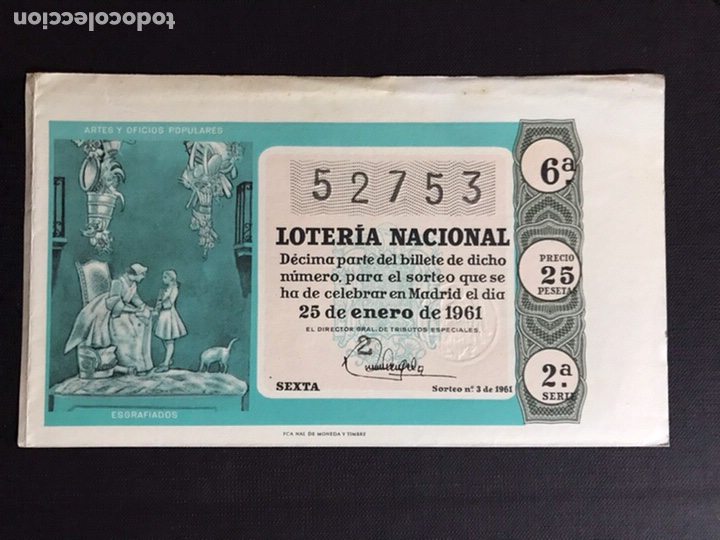 todocoleccion
ARTES Y OFICIOS POPULARES
ESGRAFIADOS
52753
LOTERÍA NACIONAL
Décima parte del billete de dicho
número, para el sorteo que se
ha de celebrar en Madrid el día
25 de enero de 1961
EL DIRECTOR GRAL. DE TRIBUTOS ESPECIALES,
2
SEXTA
Sorteo nº. 3 de 1961
6ª
PRECIO
25
PESETAS
2ª.
SERIE
FCA NAL DE MONEDA Y TIMBRE